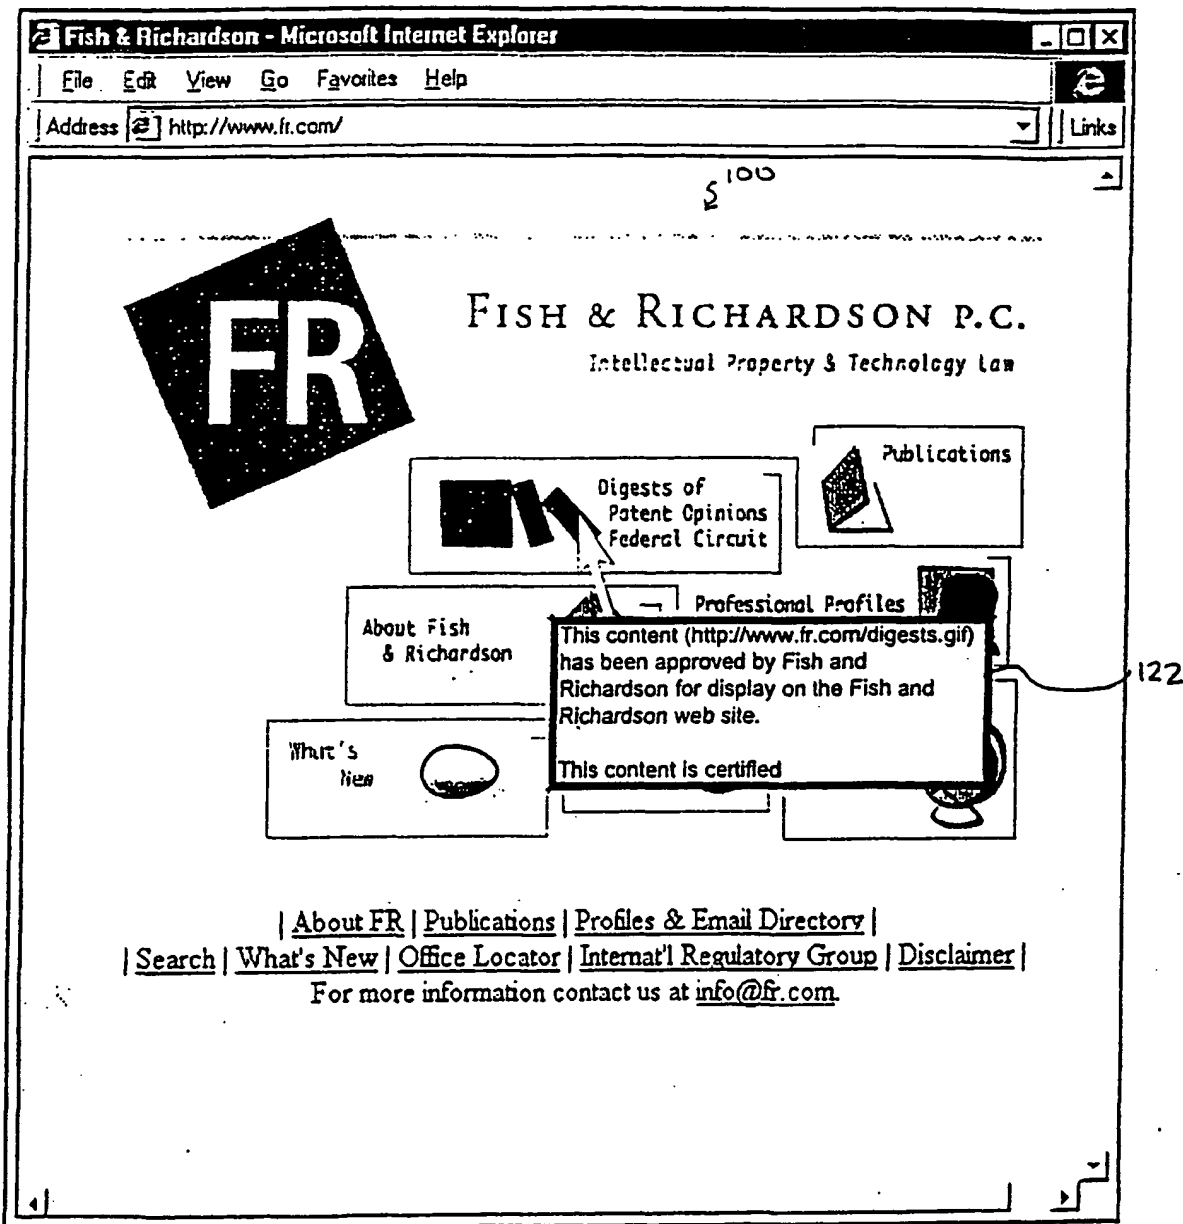 Fish & Richardson - Microsoft Internet Explorer
File Edit View Go Favorites Help
Address http://www.fr.com/ Links
100
FR
FISH & RICHARDSON P.C.
Intellectual Property & Technology Law
Publications
Digests of
Patent Opinions
Federal Circuit
Professional Profiles
About Fish
& Richardson
This content (http://www.fr.com/digests.gif)
has been approved by Fish and
Richardson for display on the Fish and
Richardson web site.
This content is certified
122
What's
New
| About FR | Publications | Profiles & Email Directory |
| Search | What's New | Office Locator | Internat'l Regulatory Group | Disclaimer |
For more information contact us at info@fr.com.